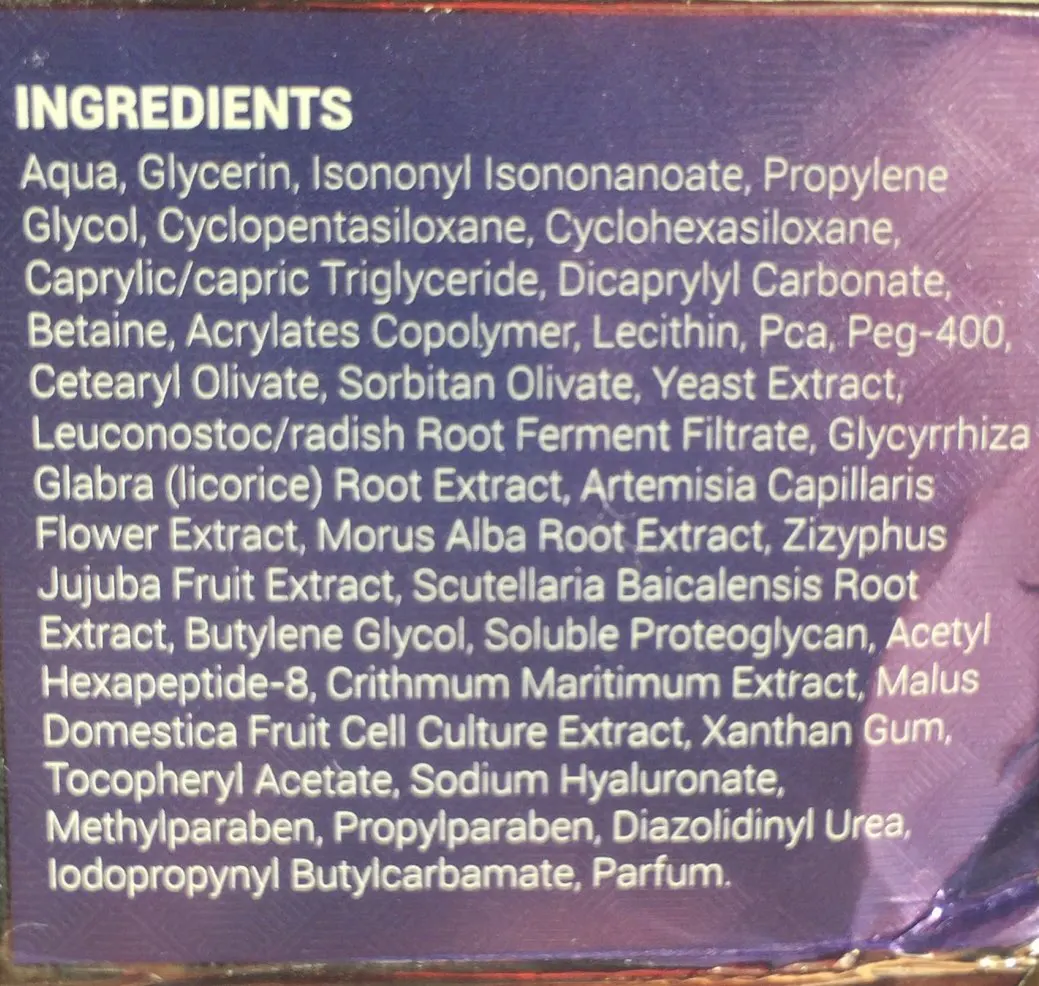 INGREDIENTS
Aqua, Glycerin, Isononyl Isononanoate, Propylene
Glycol, Cyclopentasiloxane, Cyclohexasiloxane,
Caprylic/capric Triglyceride, Dicaprylyl Carbonate,
Betaine, Acrylates Copolymer, Lecithin, Pca, Peg-400,
Cetearyl Olivate, Sorbitan Olivate, Yeast Extract,
Leuconostoc/radish Root Ferment Filtrate, Glycyrrhiza
Glabra (licorice) Root Extract, Artemisia Capillaris
Flower Extract, Morus Alba Root Extract, Zizyphus
Jujuba Fruit Extract, Scutellaria Baicalensis Root
Extract, Butylene Glycol, Soluble Proteoglycan, Acetyl
Hexapeptide-8, Crithmum Maritimum Extract, Malus
Domestica Fruit Cell Culture Extract, Xanthan Gum,
Tocopheryl Acetate, Sodium Hyaluronate,
Methylparaben, Propylparaben, Diazolidinyl Urea,
Iodopropynyl Butylcarbamate, Parfum.